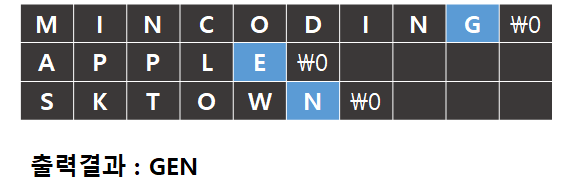 M I N C O D I N G ₩0
A P P L E ₩0
S K T O W N ₩0
출력결과 : GEN